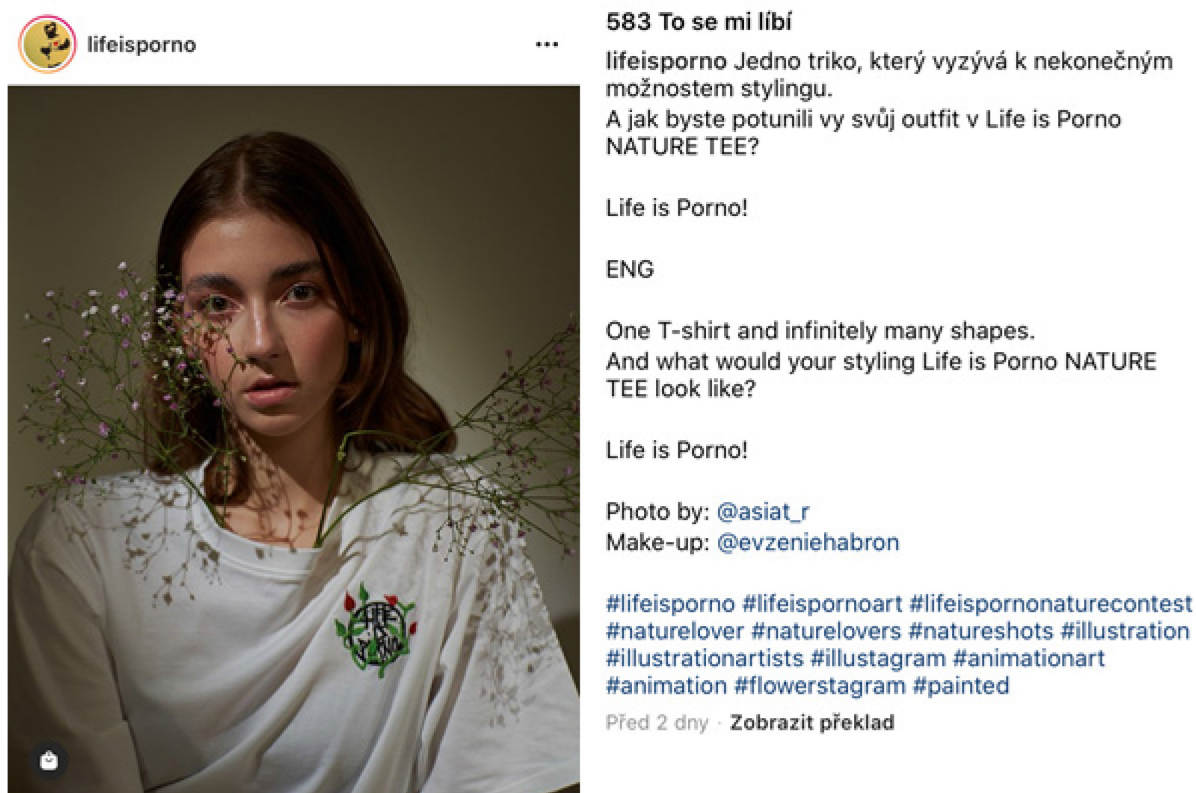 lifeisporno
583 To se mi líbí
lifeisporno Jedno triko, který vyzývá k nekonečným
možnostem stylingu.
A jak byste potunili vy svůj outfit v Life is Porno
NATURE TEE?
Life is Porno!
ENG
One T-shirt and infinitely many shapes.
And what would your styling Life is Porno NATURE
TEE look like?
Life is Porno!
Photo by: @asiat_r
Make-up: @evzeniehabron
#lifeisporno #lifeispornoart #lifeispornonaturecontest
#naturelover #naturelovers #natureshots #illustration
#illustrationartists #illustagram #animationart
#animation #flowerstagram #painted
Před 2 dny · Zobrazit překlad
LIFE
IS
PORNO